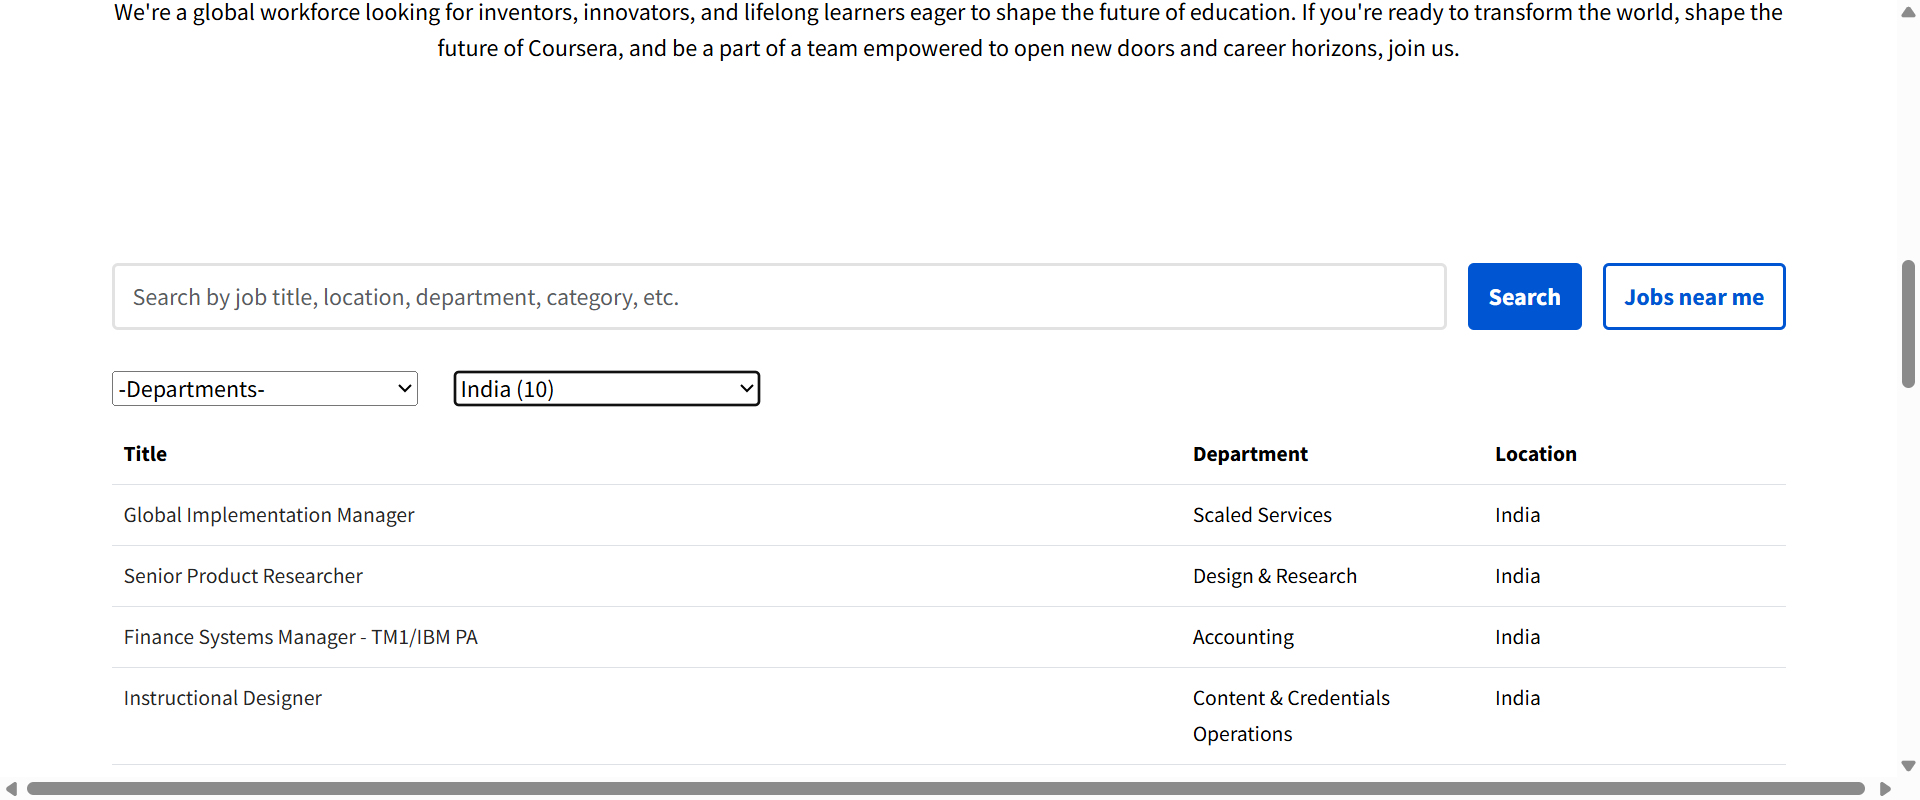 We're a global workforce looking for inventors, innovators, and lifelong learners eager to shape the future of education. If you're ready to transform the world, shape the
future of Coursera, and be a part of a team empowered to open new doors and career horizons, join us.
Search by job title, location, department, category, etc.
Search
Jobs near me
-Departments-
India (10)
Title Department Location
Global Implementation Manager Scaled Services India
Senior Product Researcher Design & Research India
Finance Systems Manager - TM1/IBM PA Accounting India
Instructional Designer Content & Credentials India
Operations